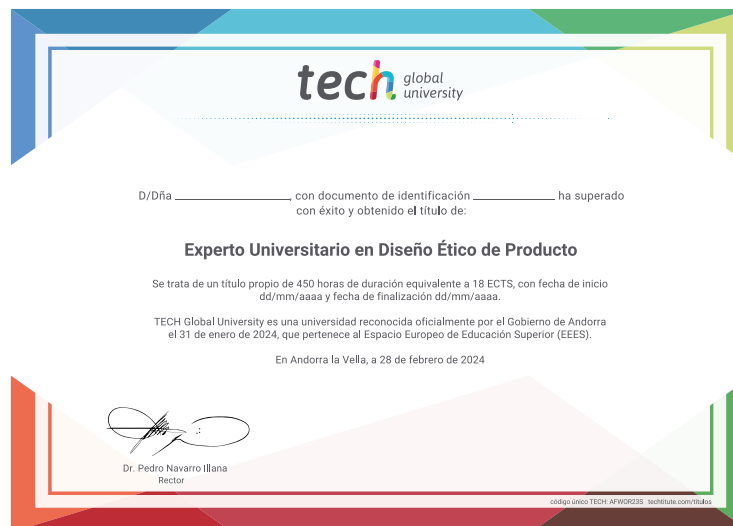 tech global
university
D/Dña ____________________, con documento de identificación ______________ ha superado
con éxito y obtenido el título de:
Experto Universitario en Diseño Ético de Producto
Se trata de un título propio de 450 horas de duración equivalente a 18 ECTS, con fecha de inicio
dd/mm/aaaa y fecha de finalización dd/mm/aaaa.
TECH Global University es una universidad reconocida oficialmente por el Gobierno de Andorra
el 31 de enero de 2024, que pertenece al Espacio Europeo de Educación Superior (EEES).
En Andorra la Vella, a 28 de febrero de 2024
Dr. Pedro Navarro Illana
Rector
código único TECH: AFWOR23S techtitute.com/titulos